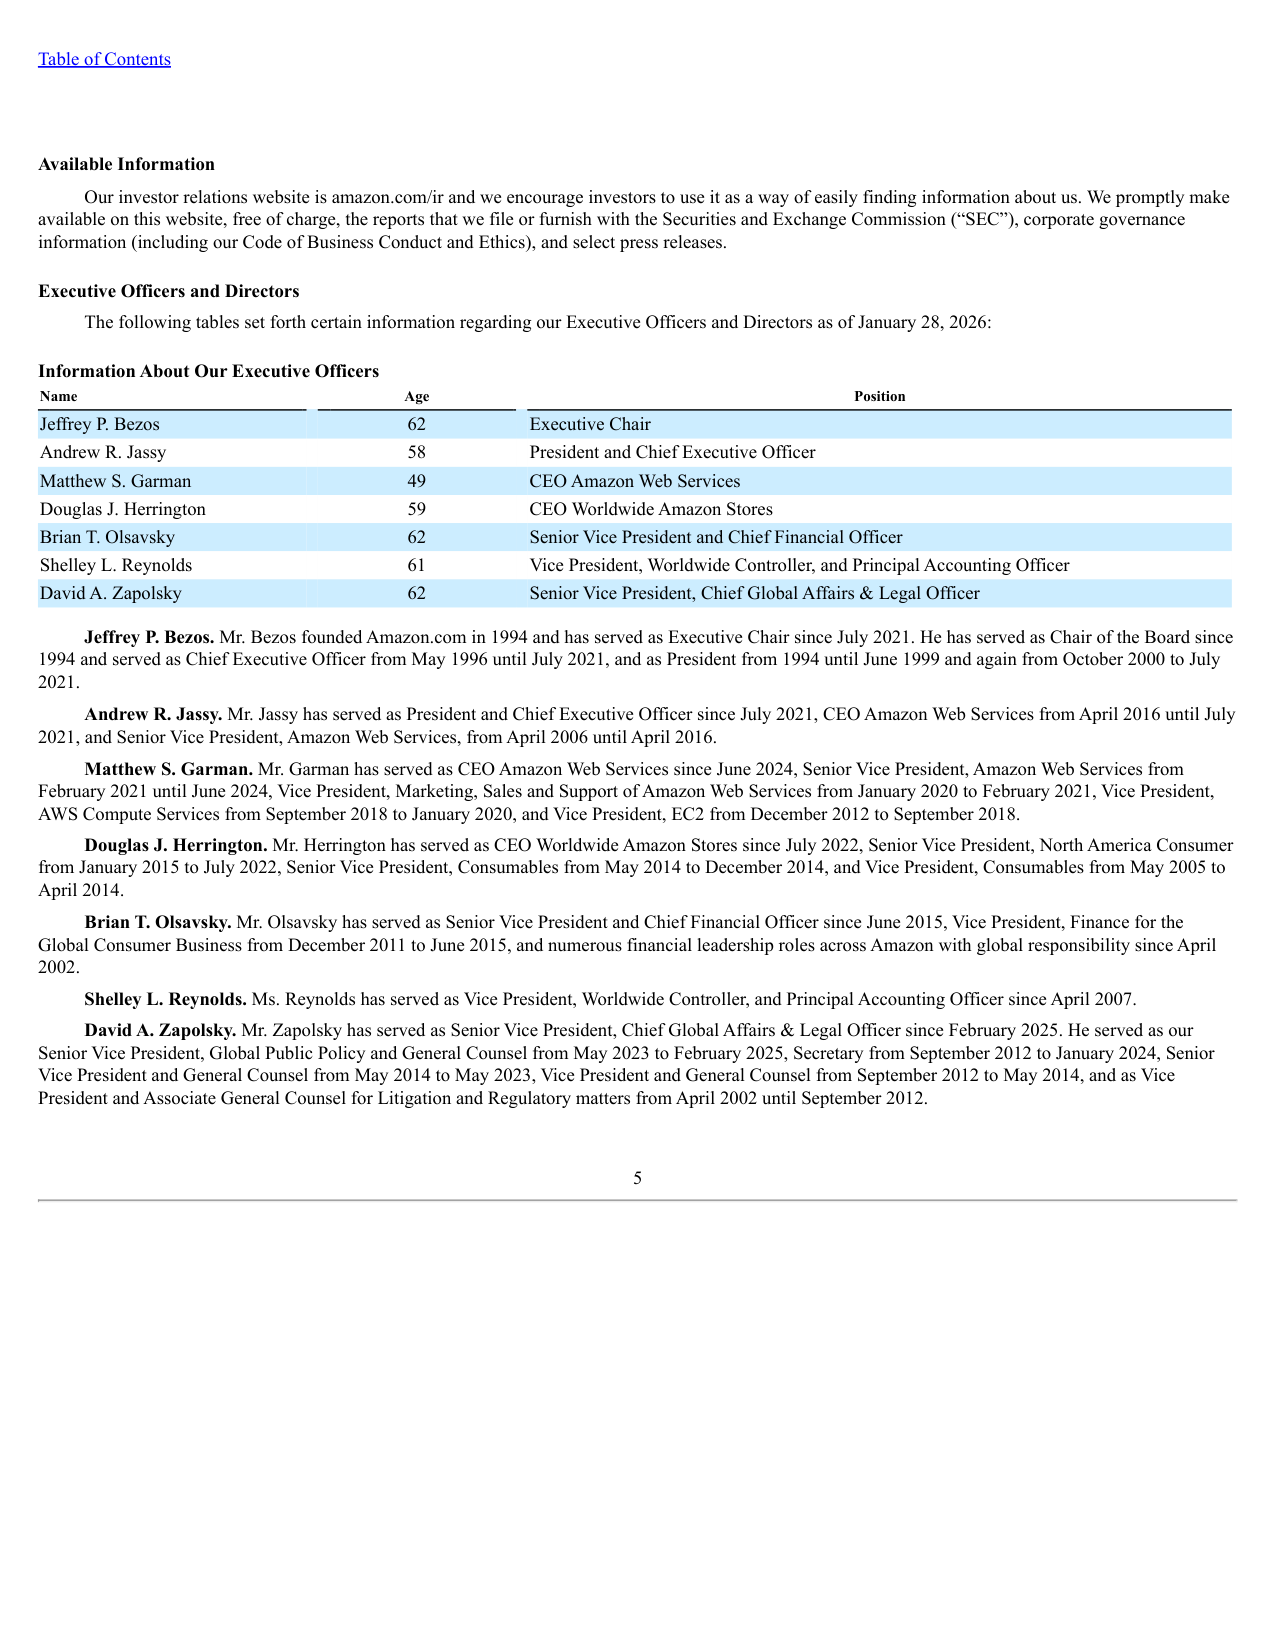 Table of Contents
Available Information
Our investor relations website is amazon.com/ir and we encourage investors to use it as a way of easily finding information about us. We promptly make
available on this website, free of charge, the reports that we file or furnish with the Securities and Exchange Commission (“SEC”), corporate governance
information (including our Code of Business Conduct and Ethics), and select press releases.
Executive Officers and Directors
The following tables set forth certain information regarding our Executive Officers and Directors as of January 28, 2026:
Information About Our Executive Officers
Name Age Position
Jeffrey P. Bezos 62 Executive Chair
Andrew R. Jassy 58 President and Chief Executive Officer
Matthew S. Garman 49 CEO Amazon Web Services
Douglas J. Herrington 59 CEO Worldwide Amazon Stores
Brian T. Olsavsky 62 Senior Vice President and Chief Financial Officer
Shelley L. Reynolds 61 Vice President, Worldwide Controller, and Principal Accounting Officer
David A. Zapolsky 62 Senior Vice President, Chief Global Affairs & Legal Officer
Jeffrey P. Bezos. Mr. Bezos founded Amazon.com in 1994 and has served as Executive Chair since July 2021. He has served as Chair of the Board since
1994 and served as Chief Executive Officer from May 1996 until July 2021, and as President from 1994 until June 1999 and again from October 2000 to July
2021.
Andrew R. Jassy. Mr. Jassy has served as President and Chief Executive Officer since July 2021, CEO Amazon Web Services from April 2016 until July
2021, and Senior Vice President, Amazon Web Services, from April 2006 until April 2016.
Matthew S. Garman. Mr. Garman has served as CEO Amazon Web Services since June 2024, Senior Vice President, Amazon Web Services from
February 2021 until June 2024, Vice President, Marketing, Sales and Support of Amazon Web Services from January 2020 to February 2021, Vice President,
AWS Compute Services from September 2018 to January 2020, and Vice President, EC2 from December 2012 to September 2018.
Douglas J. Herrington. Mr. Herrington has served as CEO Worldwide Amazon Stores since July 2022, Senior Vice President, North America Consumer
from January 2015 to July 2022, Senior Vice President, Consumables from May 2014 to December 2014, and Vice President, Consumables from May 2005 to
April 2014.
Brian T. Olsavsky. Mr. Olsavsky has served as Senior Vice President and Chief Financial Officer since June 2015, Vice President, Finance for the
Global Consumer Business from December 2011 to June 2015, and numerous financial leadership roles across Amazon with global responsibility since April
2002.
Shelley L. Reynolds. Ms. Reynolds has served as Vice President, Worldwide Controller, and Principal Accounting Officer since April 2007.
David A. Zapolsky. Mr. Zapolsky has served as Senior Vice President, Chief Global Affairs & Legal Officer since February 2025. He served as our
Senior Vice President, Global Public Policy and General Counsel from May 2023 to February 2025, Secretary from September 2012 to January 2024, Senior
Vice President and General Counsel from May 2014 to May 2023, Vice President and General Counsel from September 2012 to May 2014, and as Vice
President and Associate General Counsel for Litigation and Regulatory matters from April 2002 until September 2012.
5